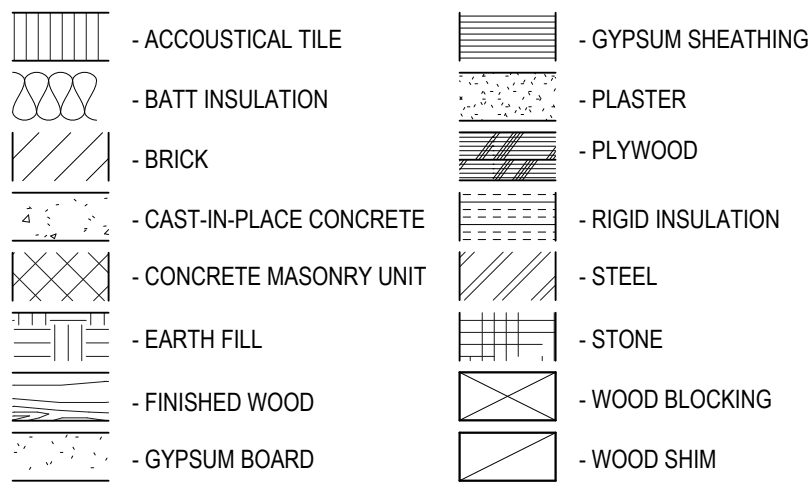 - ACCOUSTICAL TILE
- BATT INSULATION
- BRICK
- CAST-IN-PLACE CONCRETE
- CONCRETE MASONRY UNIT
- EARTH FILL
- FINISHED WOOD
- GYPSUM BOARD
- GYPSUM SHEATHING
- PLASTER
- PLYWOOD
- RIGID INSULATION
- STEEL
- STONE
- WOOD BLOCKING
- WOOD SHIM